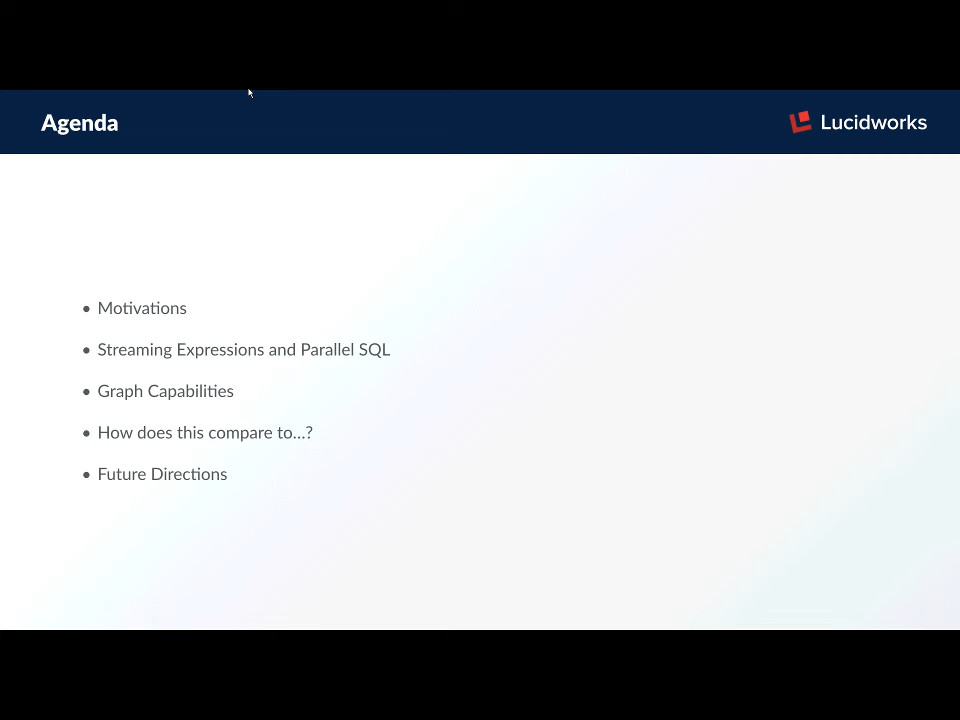 Agenda
Lucidworks
• Motivations
• Streaming Expressions and Parallel SQL
• Graph Capabilities
• How does this compare to...?
• Future Directions